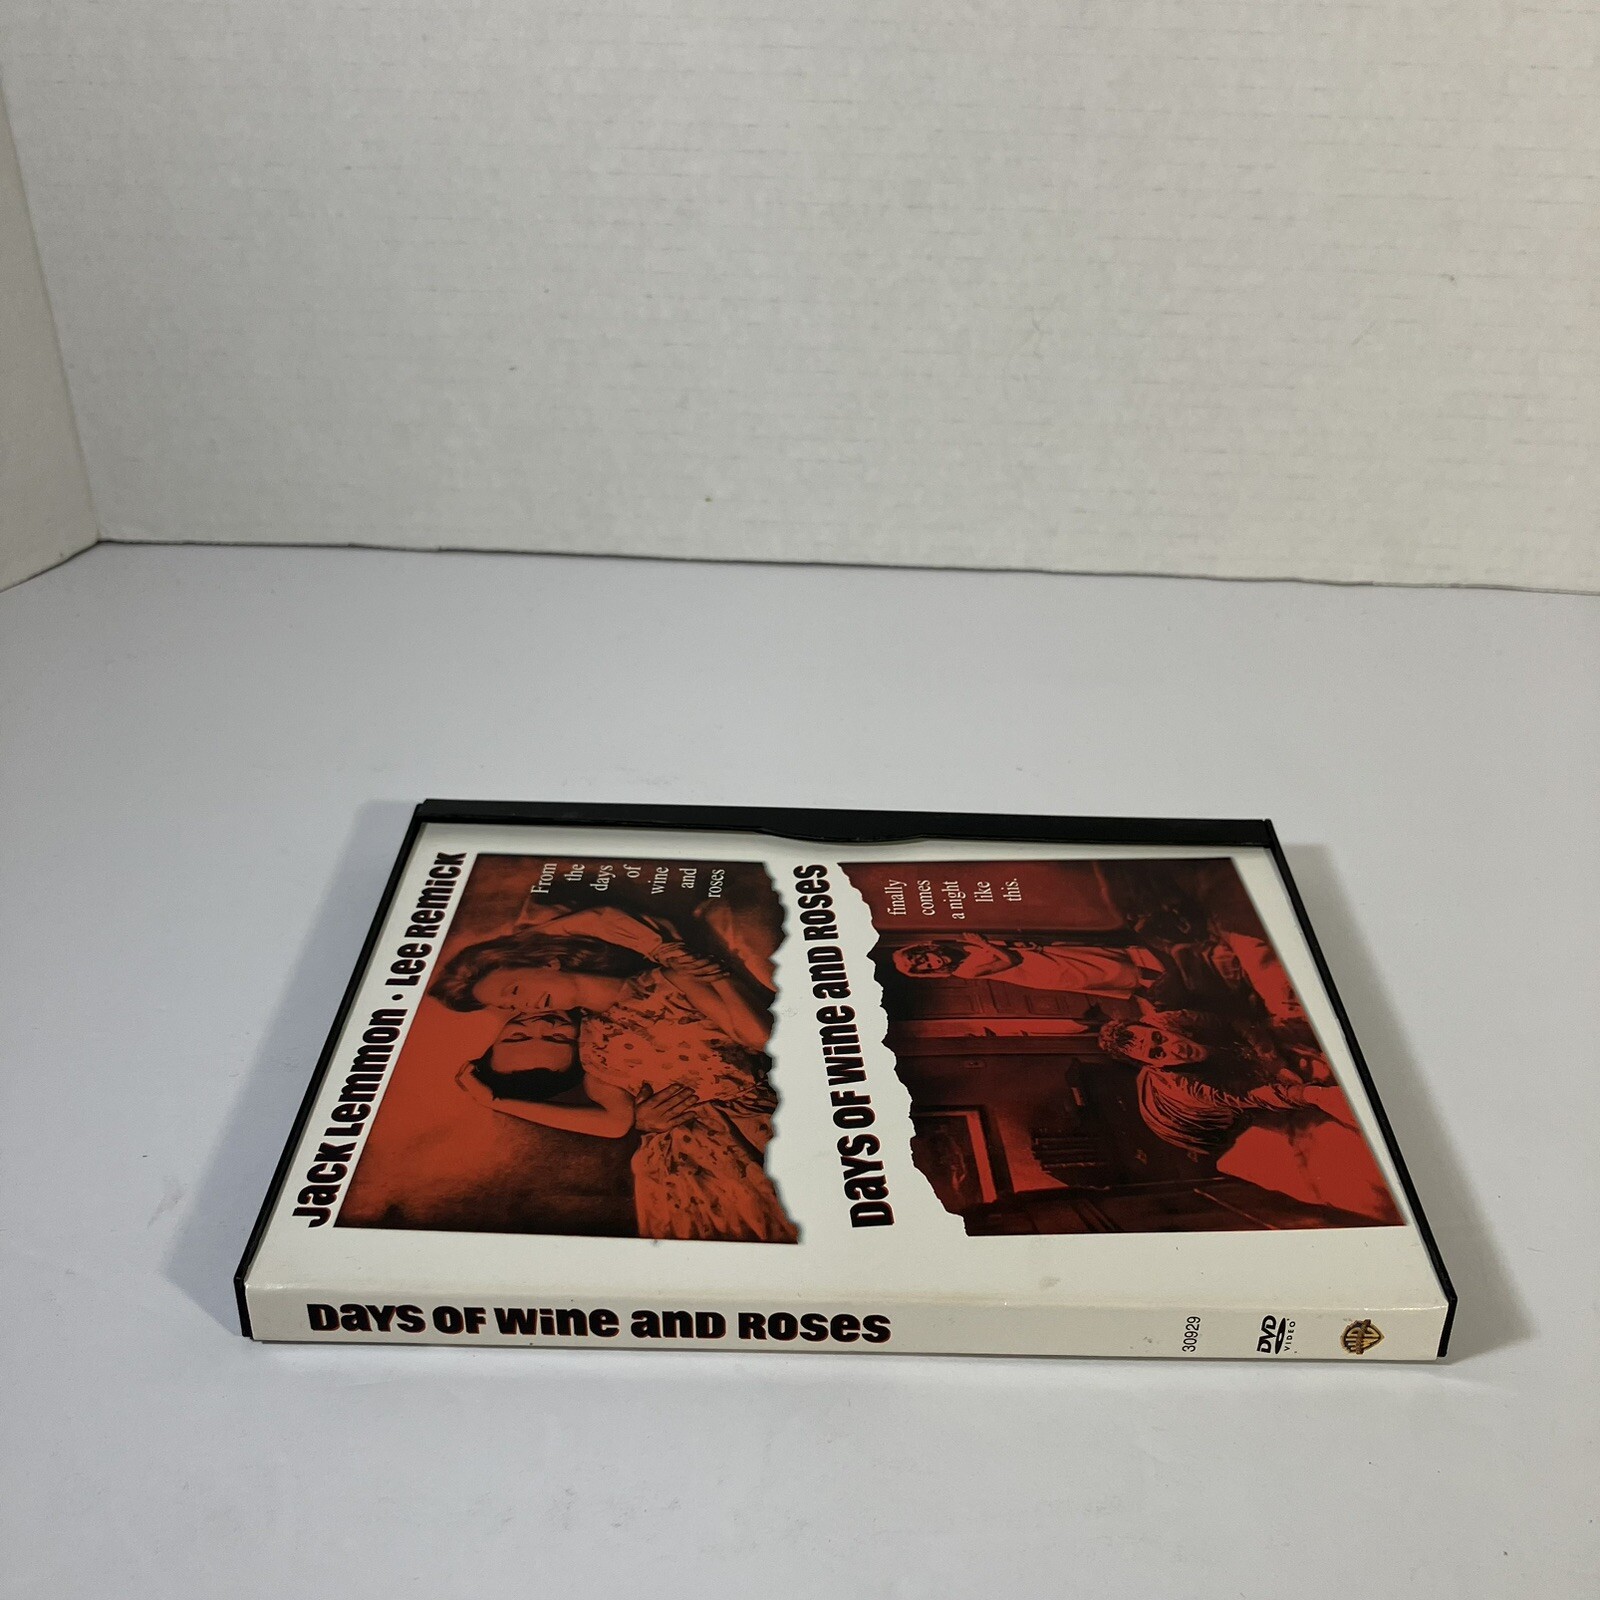 Jack Lemmon · Lee Remick
From
the
days
of
wine
and
roses
Days of Wine and Roses
finally
comes
a night
like
this.
Days of Wine and Roses
30929
DVD
VIDEO
WB